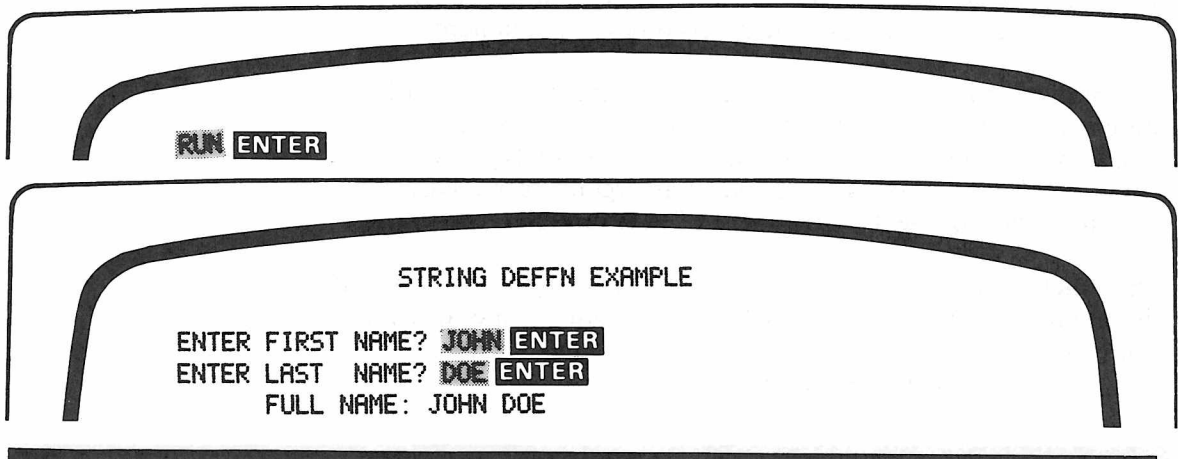 RUN ENTER
STRING DEFFN EXAMPLE
ENTER FIRST NAME? JOHN ENTER
ENTER LAST  NAME? DOE ENTER
FULL NAME: JOHN DOE